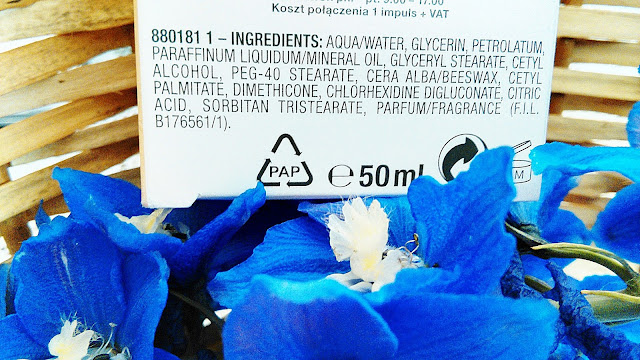 Koszt połączenia 1 impuls + VAT
880181 1 – INGREDIENTS: AQUA/WATER, GLYCERIN, PETROLATUM,
PARAFFINUM LIQUIDUM/MINERAL OIL, GLYCERYL STEARATE, CETYL
ALCOHOL, PEG-40 STEARATE, CERA ALBA/BEESWAX, CETYL
PALMITATE, DIMETHICONE, CHLORHEXIDINE DIGLUCONATE, CITRIC
ACID, SORBITAN TRISTEARATE, PARFUM/FRAGRANCE (F.I.L.
B176561/1).
PAP ℮ 50 ml
M